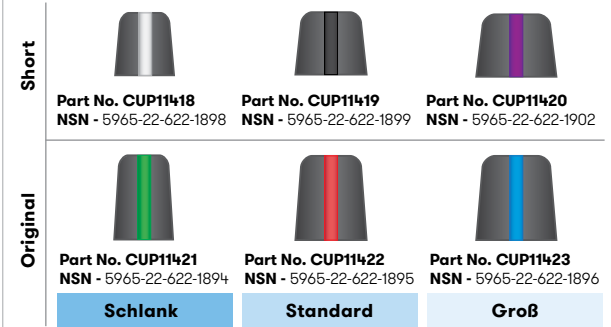 Short
Part No. CUP11418
NSN - 5965-22-622-1898
Part No. CUP11419
NSN - 5965-22-622-1899
Part No. CUP11420
NSN - 5965-22-622-1902
Original
Part No. CUP11421
NSN - 5965-22-622-1894
Part No. CUP11422
NSN - 5965-22-622-1895
Part No. CUP11423
NSN - 5965-22-622-1896
Schlank
Standard
Groß